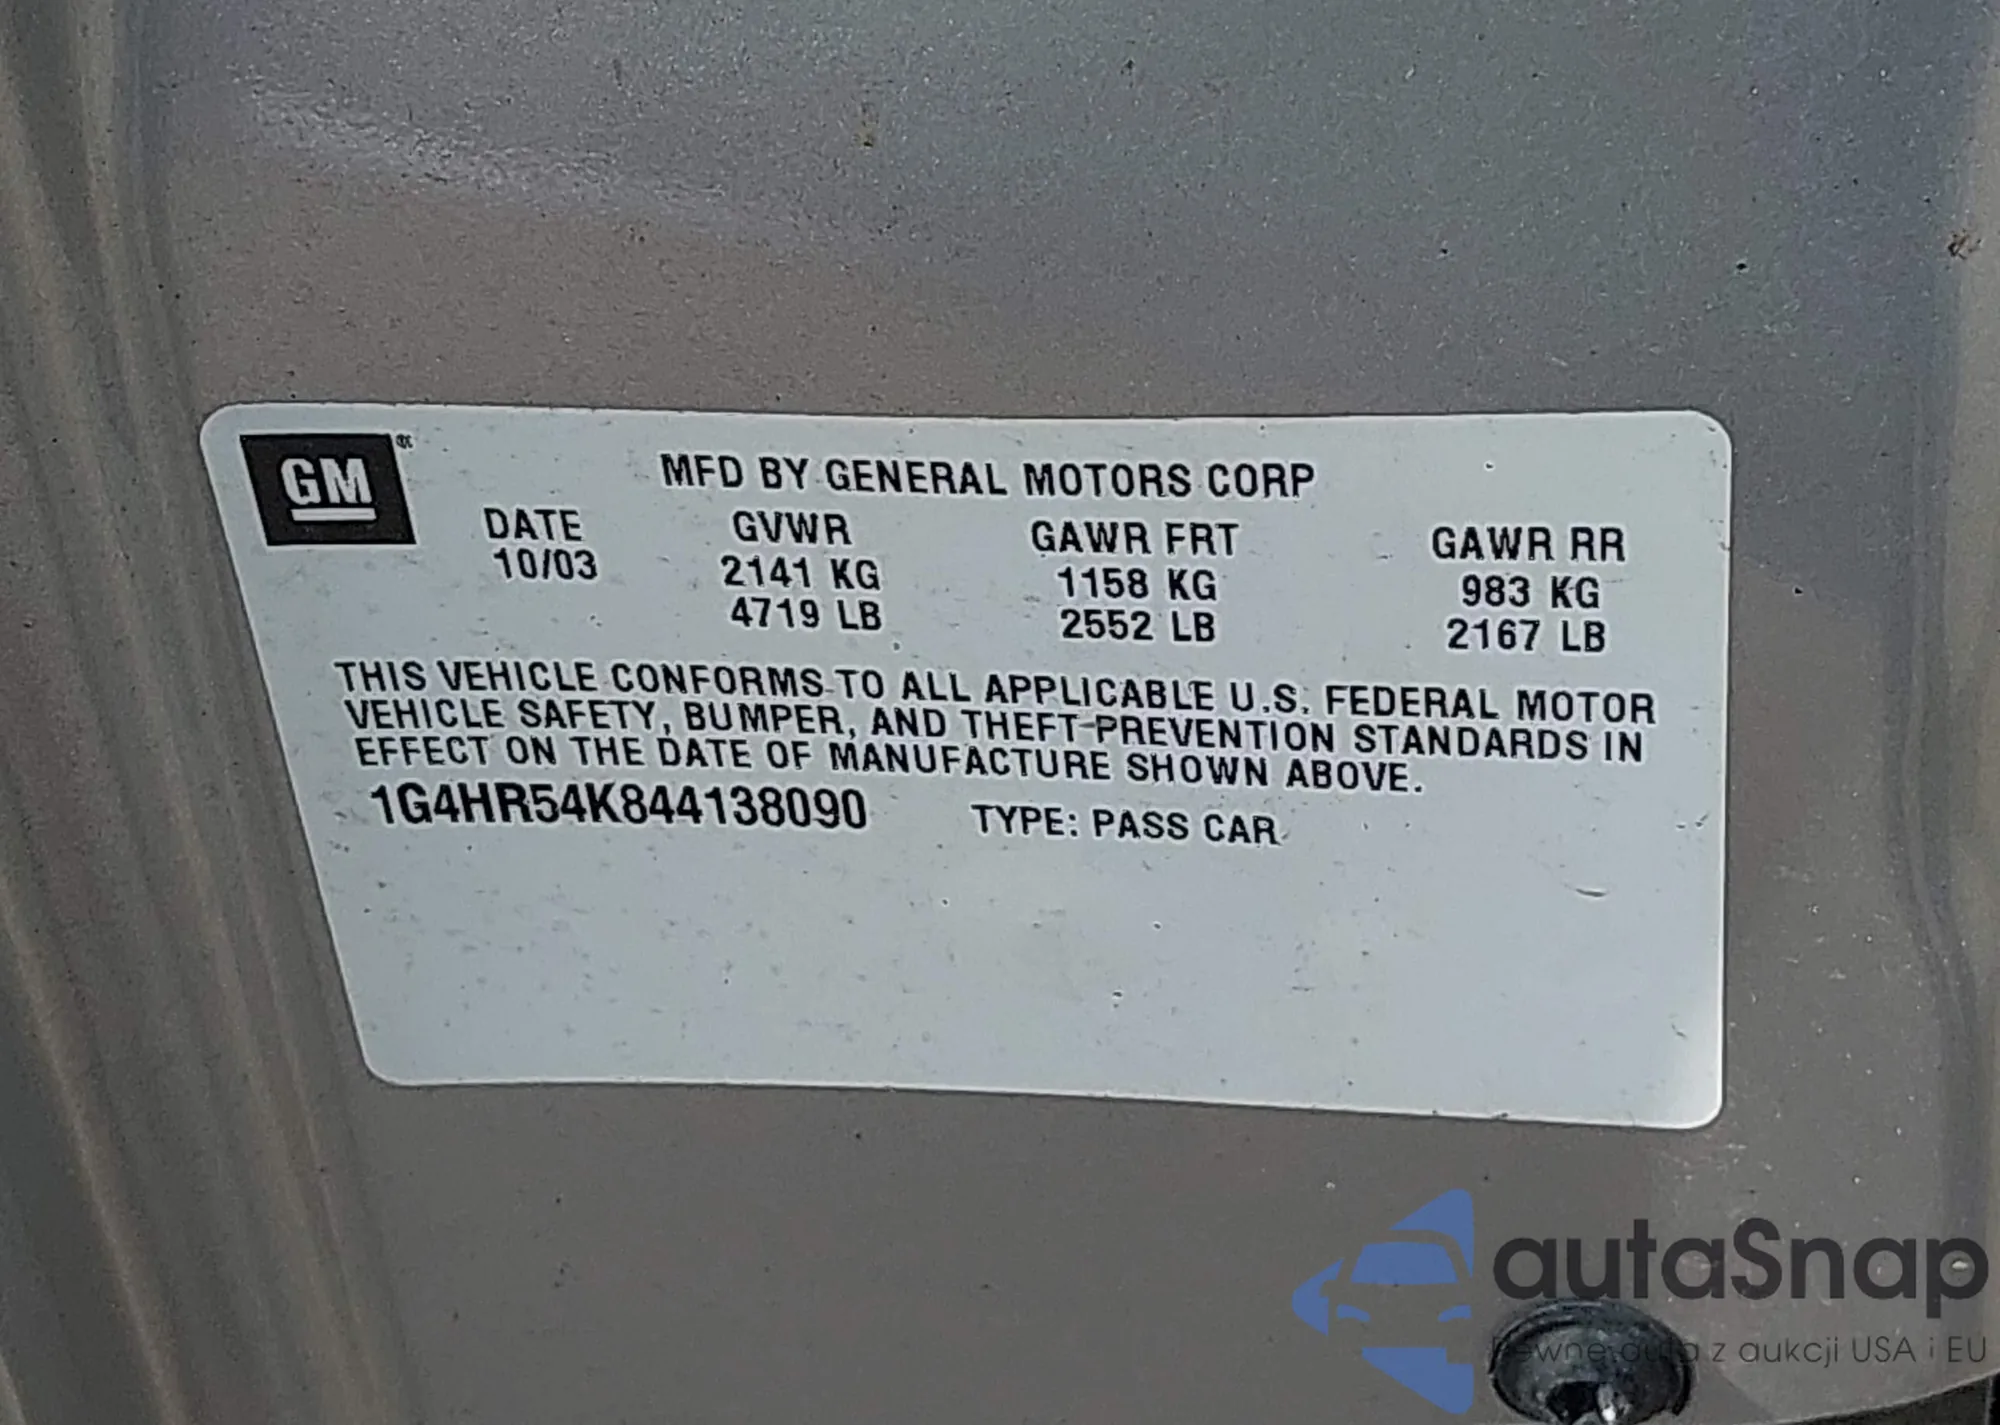 GM
MFD BY GENERAL MOTORS CORP
DATE GVWR GAWR FRT GAWR RR
10/03 2141 KG 1158 KG 983 KG
4719 LB 2552 LB 2167 LB
THIS VEHICLE CONFORMS TO ALL APPLICABLE U.S. FEDERAL MOTOR
VEHICLE SAFETY, BUMPER, AND THEFT PREVENTION STANDARDS IN
EFFECT ON THE DATE OF MANUFACTURE SHOWN ABOVE.
1G4HR54K844138090 TYPE: PASS CAR
autaSnap
Pewne auta z aukcji USA i EU